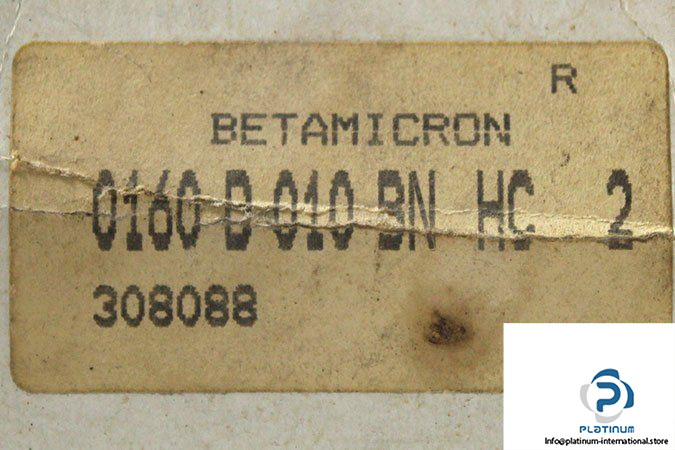 R
BETAMICRON
0160 D 010 BN HC 2
308088
PLATINUM
Info@platinum-international.store